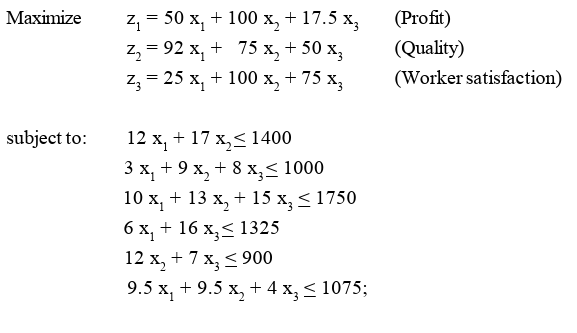 Maximize z₁ = 50 x₁ + 100 x₂ + 17.5 x₃ (Profit)
z₂ = 92 x₁ + 75 x₂ + 50 x₃ (Quality)
z₃ = 25 x₁ + 100 x₂ + 75 x₃ (Worker satisfaction)
subject to: 12 x₁ + 17 x₂ ≤ 1400
3 x₁ + 9 x₂ + 8 x₃ ≤ 1000
10 x₁ + 13 x₂ + 15 x₃ ≤ 1750
6 x₁ + 16 x₃ ≤ 1325
12 x₂ + 7 x₃ ≤ 900
9.5 x₁ + 9.5 x₂ + 4 x₃ ≤ 1075;